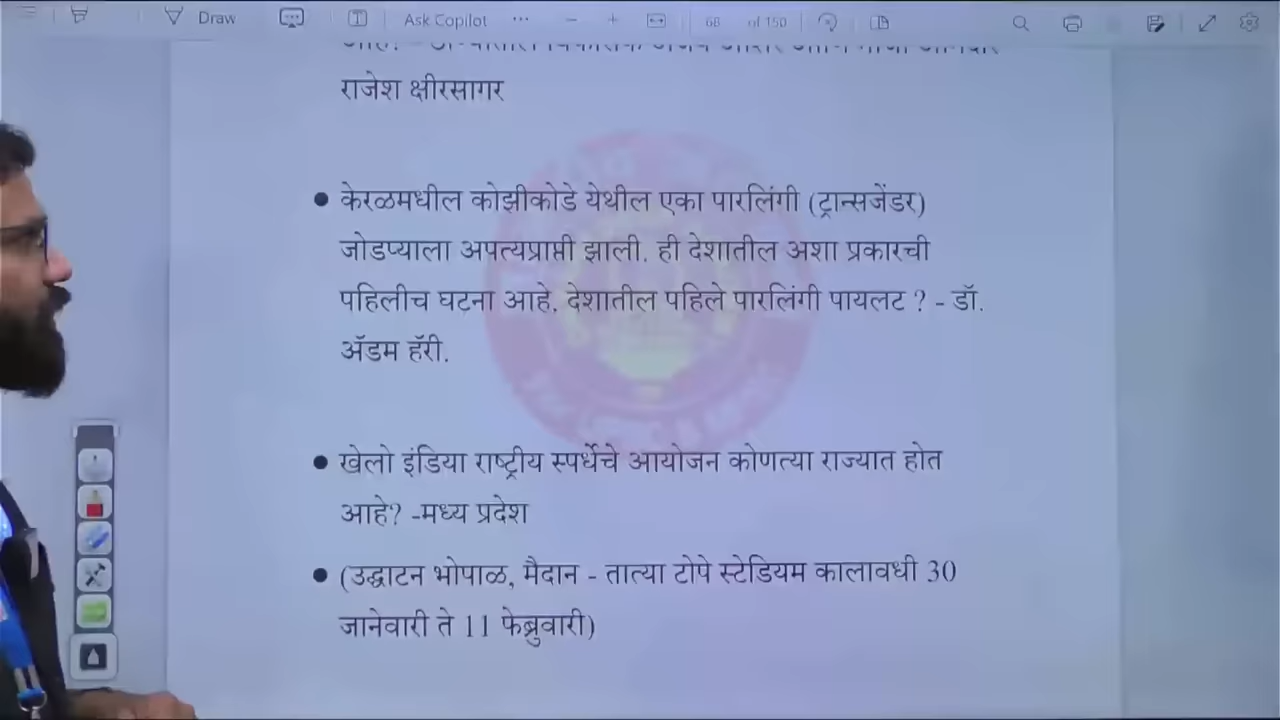 Draw
Ask Copilot
68 of 150
राजेश क्षीरसागर
केरळमधील कोझीकोडे येथील एका पारलिंगी (ट्रान्सजेंडर)
जोडप्याला अपत्यप्राप्ती झाली. ही देशातील अशा प्रकारची
पहिलीच घटना आहे. देशातील पहिले पारलिंगी पायलट ? - डॉ.
ॲडम हॅरी.
खेलो इंडिया राष्ट्रीय स्पर्धेचे आयोजन कोणत्या राज्यात होत
आहे? -मध्य प्रदेश
(उद्धाटन भोपाळ, मैदान - तात्या टोपे स्टेडियम कालावधी 30
जानेवारी ते 11 फेब्रुवारी)